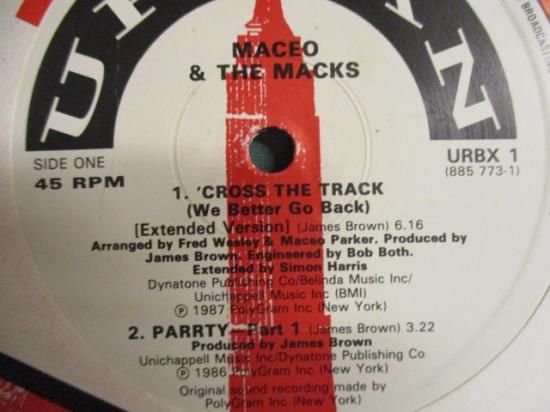 MACEO
& THE MACKS
SIDE ONE
45 RPM
URBX 1
(885 773-1)
1. 'CROSS THE TRACK
(We Better Go Back)
[Extended Version] (James Brown) 6.16
Arranged by Fred Wesley & Maceo Parker. Produced by
James Brown. Engineered by Bob Both.
Extended by Simon Harris
Dynatone Publishing Co/Belinda Music Inc/
Unichappell Music Inc (BMI)
℗ 1987 PolyGram Inc (New York)
2. PARRTY—Part 1 (James Brown) 3.22
Produced by James Brown
Unichappell Music Inc/Dynatone Publishing Co
℗ 1986 PolyGram Inc (New York)
Original sound recording made by
PolyGram Inc (New York)